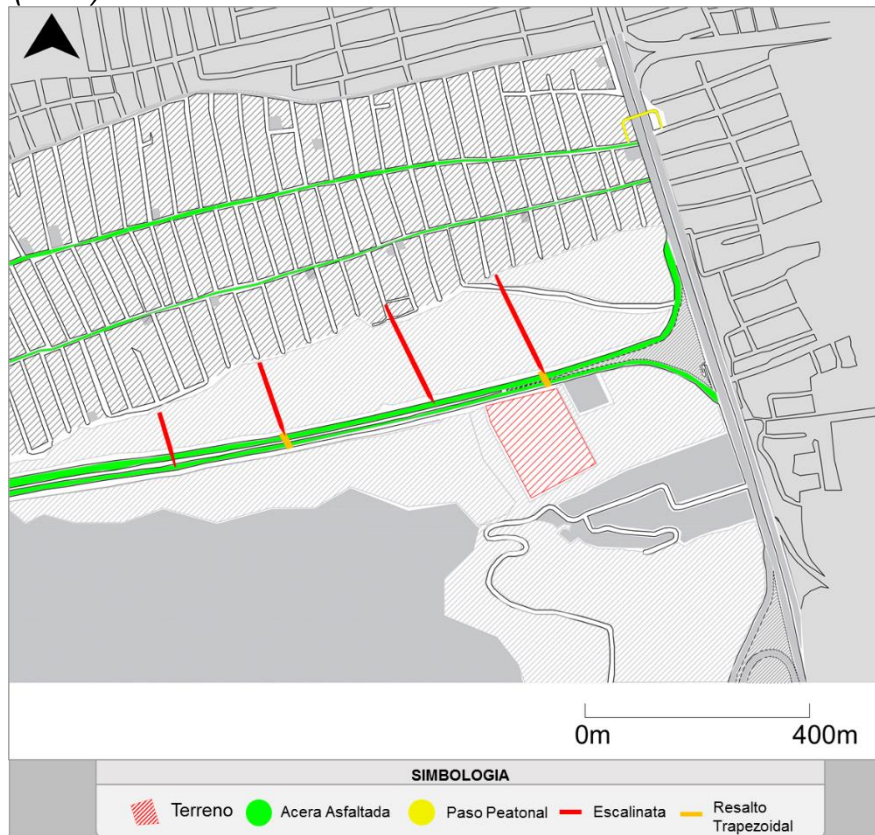 0m 400m
SIMBOLOGIA
Terreno Acera Asfaltada Paso Peatonal Escalinata Resalto
Trapezoidal